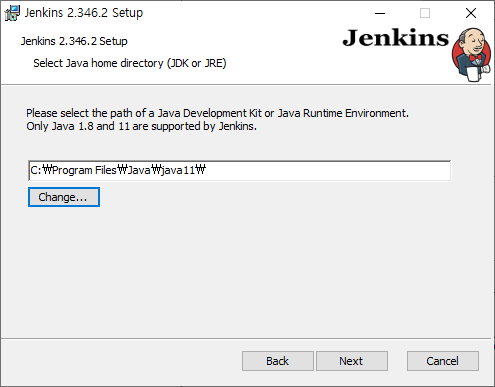 Jenkins 2.346.2 Setup
Jenkins 2.346.2 Setup
Jenkins
Select Java home directory (JDK or JRE)
Please select the path of a Java Development Kit or Java Runtime Environment.
Only Java 1.8 and 11 are supported by Jenkins.
C:₩Program Files₩Java₩java11₩
Change...
Back
Next
Cancel